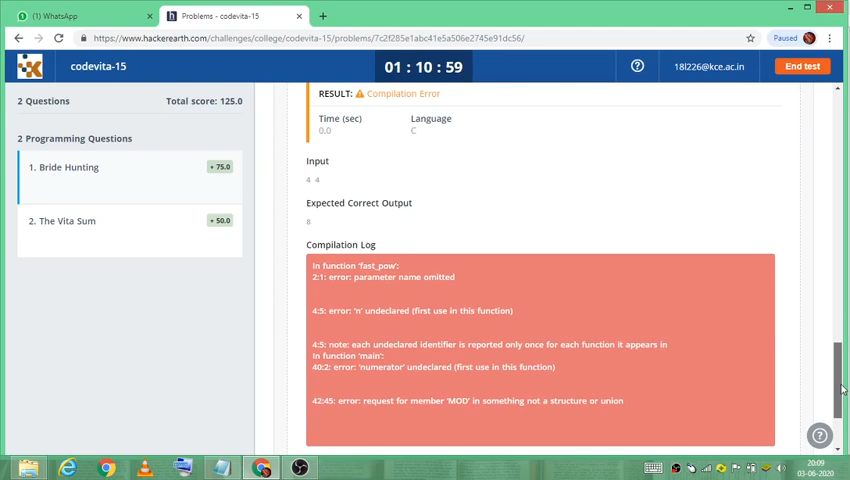 (1) WhatsApp
Problems - codevita-15
https://www.hackerearth.com/challenges/college/codevita-15/problems/7c2f285e1abc41e5a506e2745e91dc56/
Paused
codevita-15
01 : 10 : 59
18l226@kce.ac.in
End test
2 Questions
Total score: 125.0
2 Programming Questions
1. Bride Hunting
+ 75.0
2. The Vita Sum
+ 50.0
RESULT: Compilation Error
Time (sec)
Language
0.0
C
Input
4 4
Expected Correct Output
8
Compilation Log
In function 'fast_pow':
2:1: error: parameter name omitted
4:5: error: 'n' undeclared (first use in this function)
4:5: note: each undeclared identifier is reported only once for each function it appears in
In function 'main':
40:2: error: 'numerator' undeclared (first use in this function)
42:45: error: request for member 'MOD' in something not a structure or union
20:09
03-06-2020